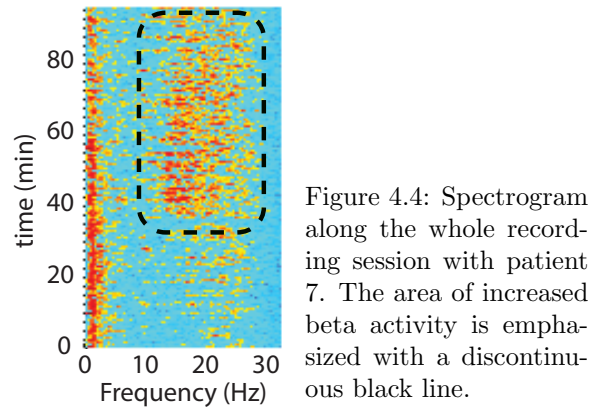 80
60
40
20
0
time (min)
0 10 20 30
Frequency (Hz)
Figure 4.4: Spectrogram
along the whole record-
ing session with patient
7. The area of increased
beta activity is empha-
sized with a discontinu-
ous black line.